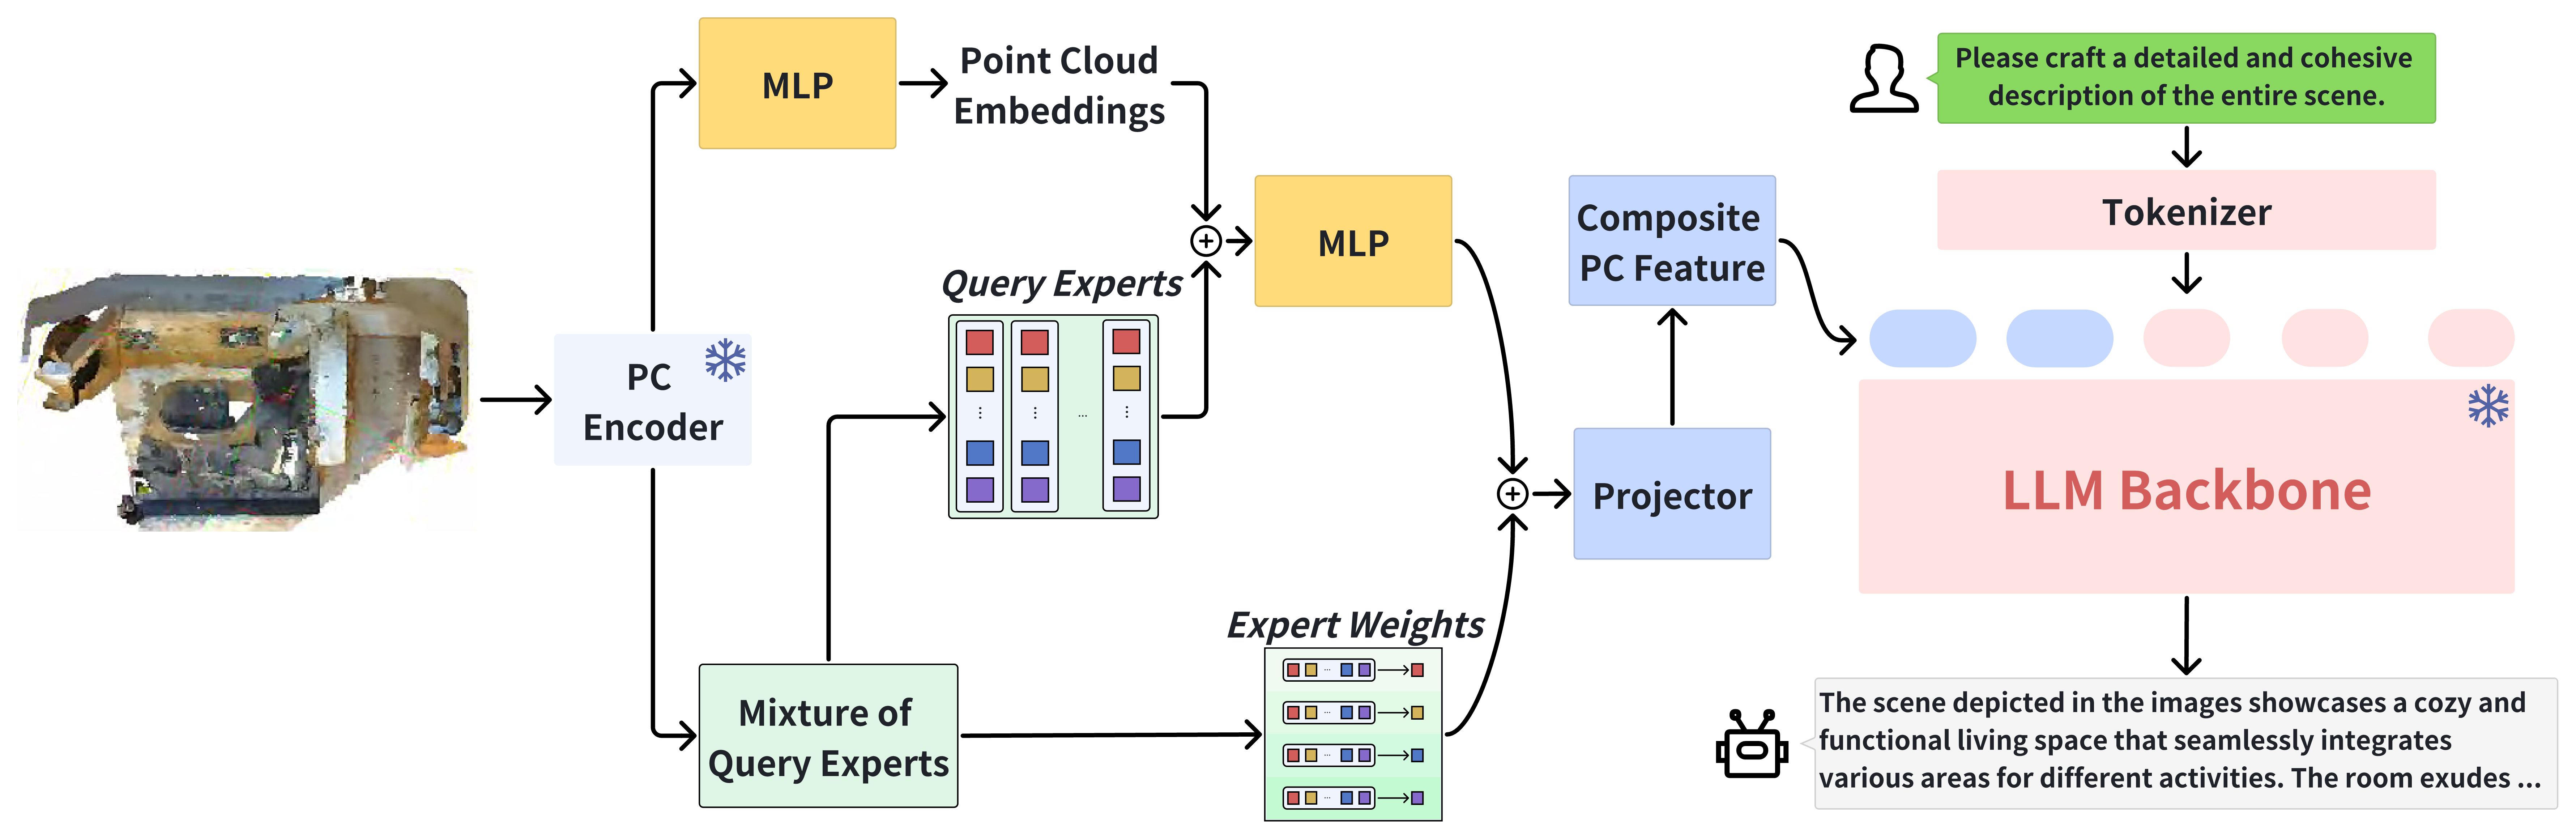 MLP
Point Cloud
Embeddings
Query Experts
MLP
PC
Encoder
Mixture of
Query Experts
Expert Weights
Composite
PC Feature
Projector
Please craft a detailed and cohesive
description of the entire scene.
Tokenizer
LLM Backbone
The scene depicted in the images showcases a cozy and
functional living space that seamlessly integrates
various areas for different activities. The room exudes ...